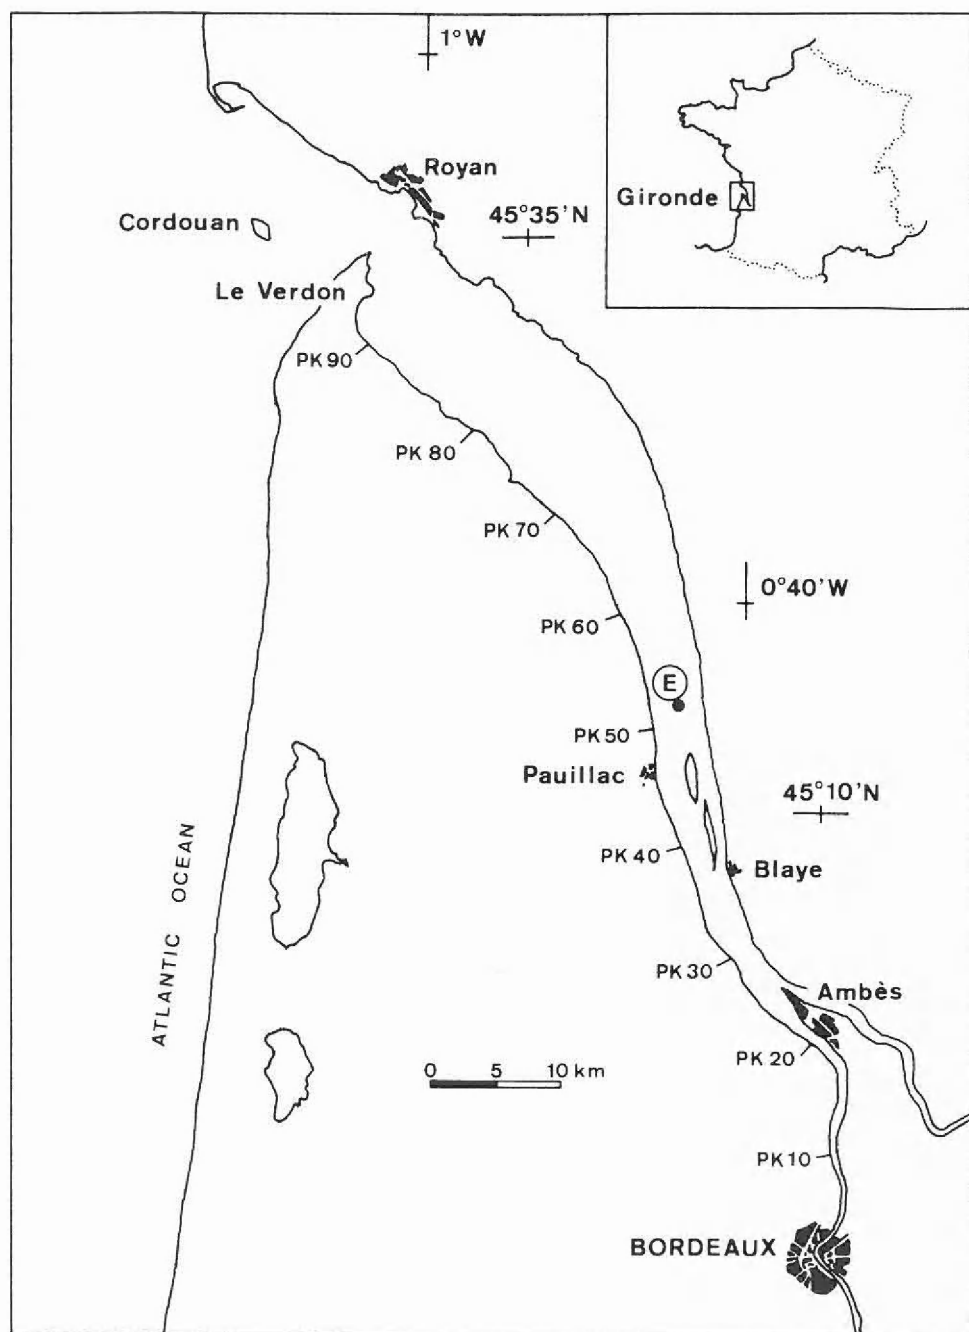 1°W
Royan
45°35'N
Cordouan
Gironde
Le Verdon
PK90
PK 80
PK 70
0°40'W
PK 60
E
PK 50
Pauillac
45°10'N
PK 40
Blaye
ATLANTIC OCEAN
PK 30
Ambès
PK 20
0 5 10 km
PK 10
BORDEAUX